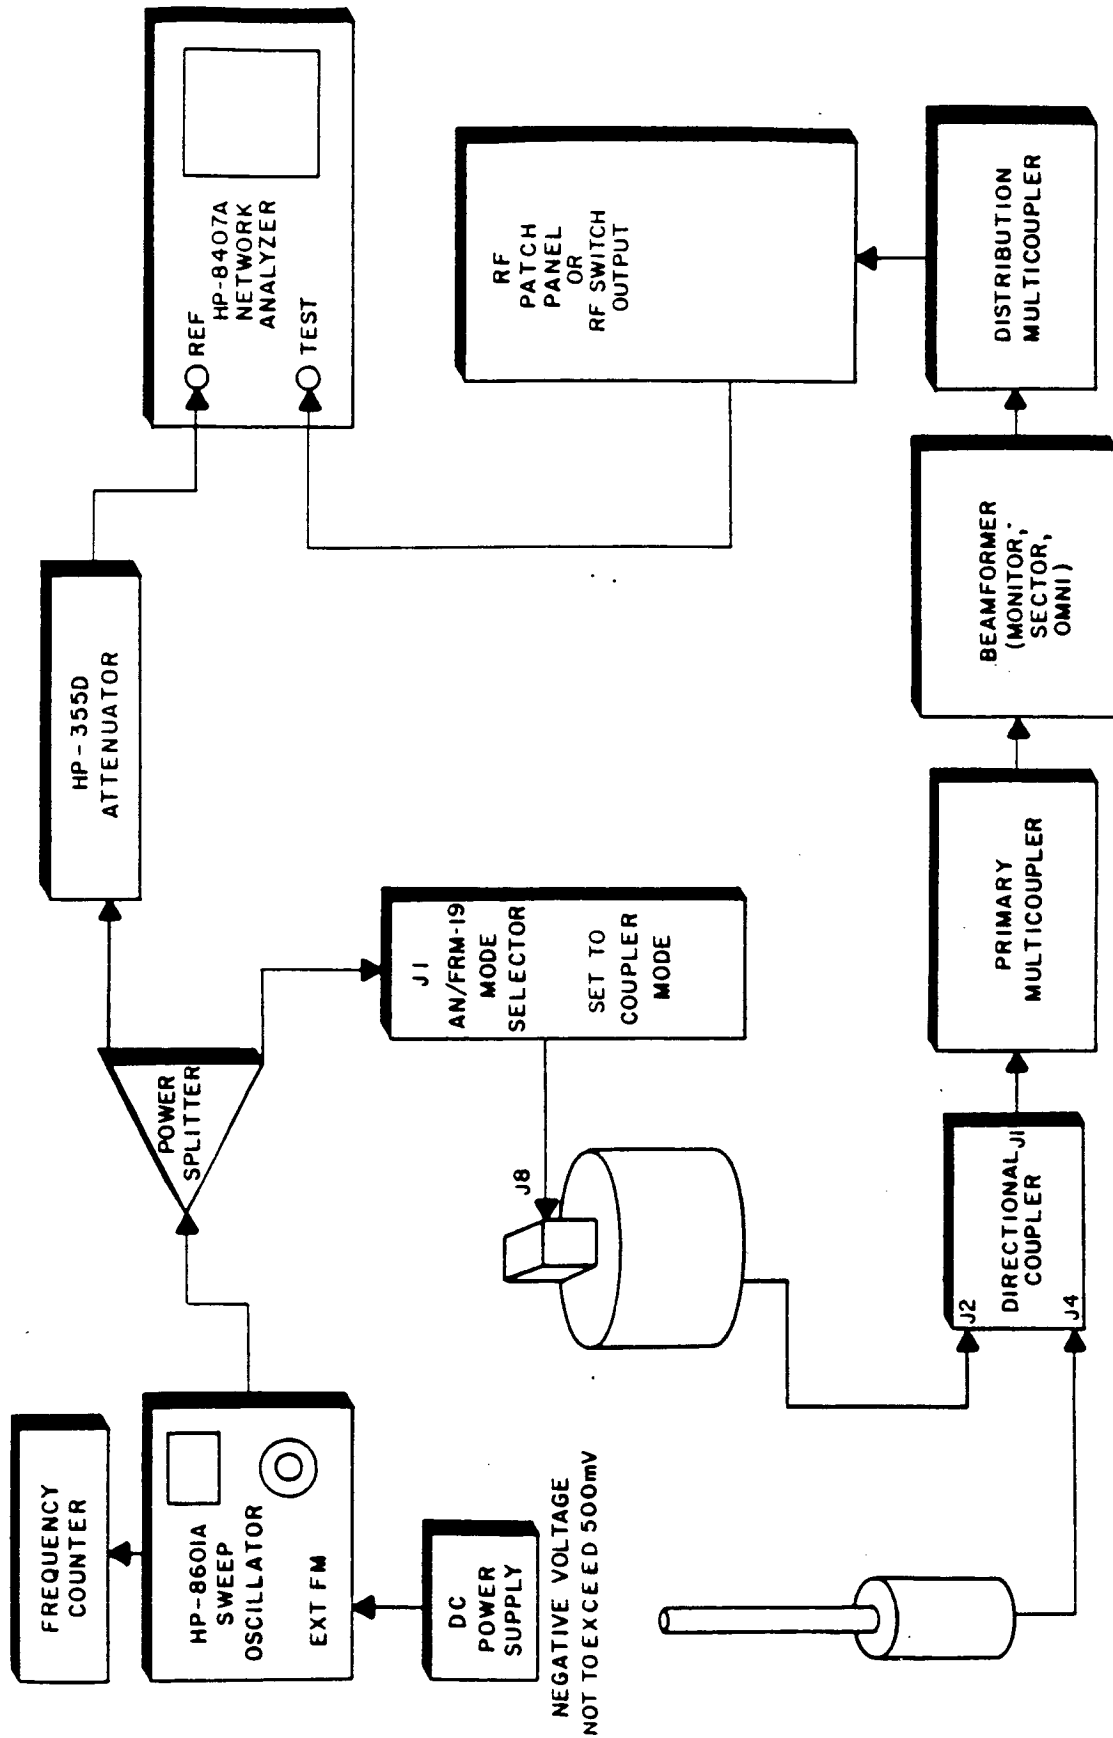 FREQUENCY
COUNTER
HP-8601A
SWEEP
OSCILLATOR
EXT FM
DC
POWER
SUPPLY
NEGATIVE VOLTAGE
NOT TO EXCEED 500mV
POWER
SPLITTER
HP-355D
ATTENUATOR
REF
HP-8407A
NETWORK
ANALYZER
TEST
J1
AN/FRM-19
MODE
SELECTOR
SET TO
COUPLER
MODE
J8
RF
PATCH
PANEL
OR
RF SWITCH
OUTPUT
J2
DIRECTIONAL
COUPLER
J1
J4
PRIMARY
MULTICOUPLER
BEAMFORMER
(MONITOR,
SECTOR,
OMNI)
DISTRIBUTION
MULTICOUPLER